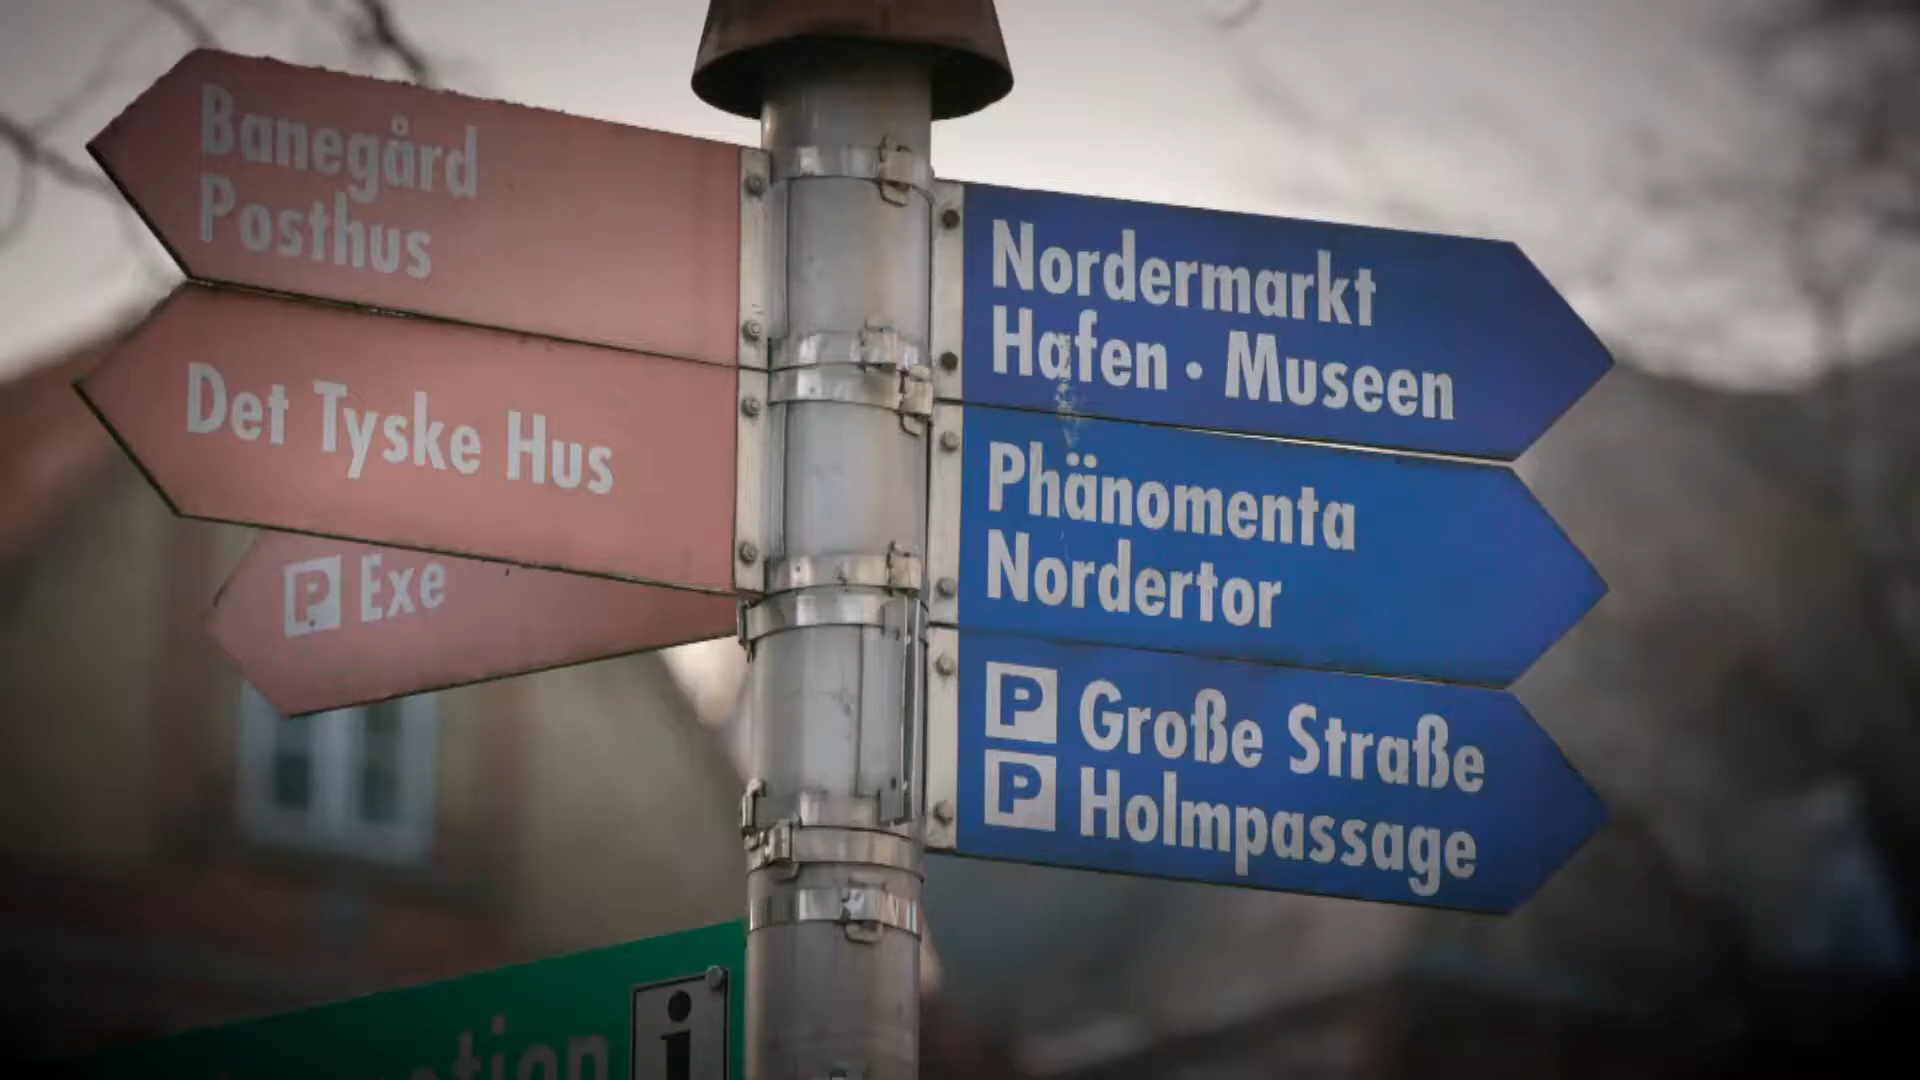 Banegård
Posthus
Det Tyske Hus
P Exe
Nordermarkt
Hafen · Museen
Phänomenta
Nordertor
P Große Straße
P Holmpassage
i